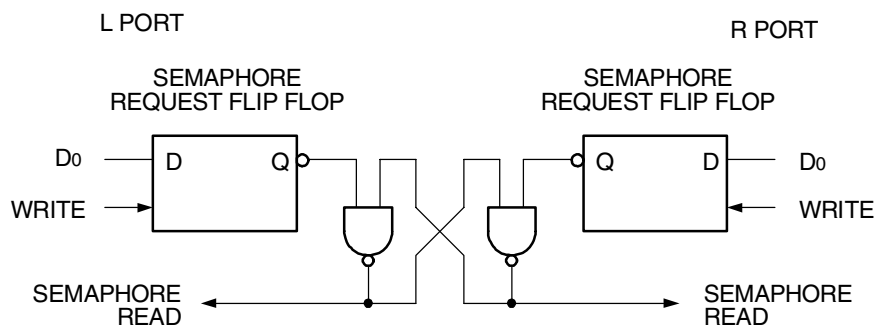 L PORT
R PORT
SEMAPHORE
REQUEST FLIP FLOP
SEMAPHORE
REQUEST FLIP FLOP
D0
D
Q
Q
D
D0
WRITE
WRITE
SEMAPHORE
READ
SEMAPHORE
READ